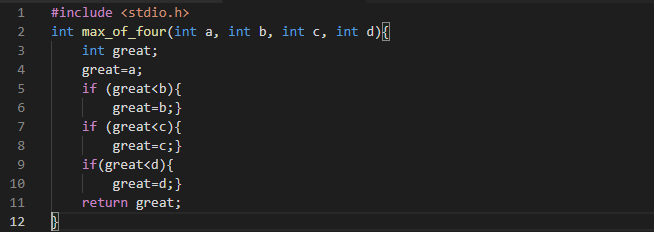 1 #include <stdio.h>
2 int max_of_four(int a, int b, int c, int d){
3 int great;
4 great=a;
5 if (great<b){
6 great=b;}
7 if (great<c){
8 great=c;}
9 if(great<d){
10 great=d;}
11 return great;
12 }